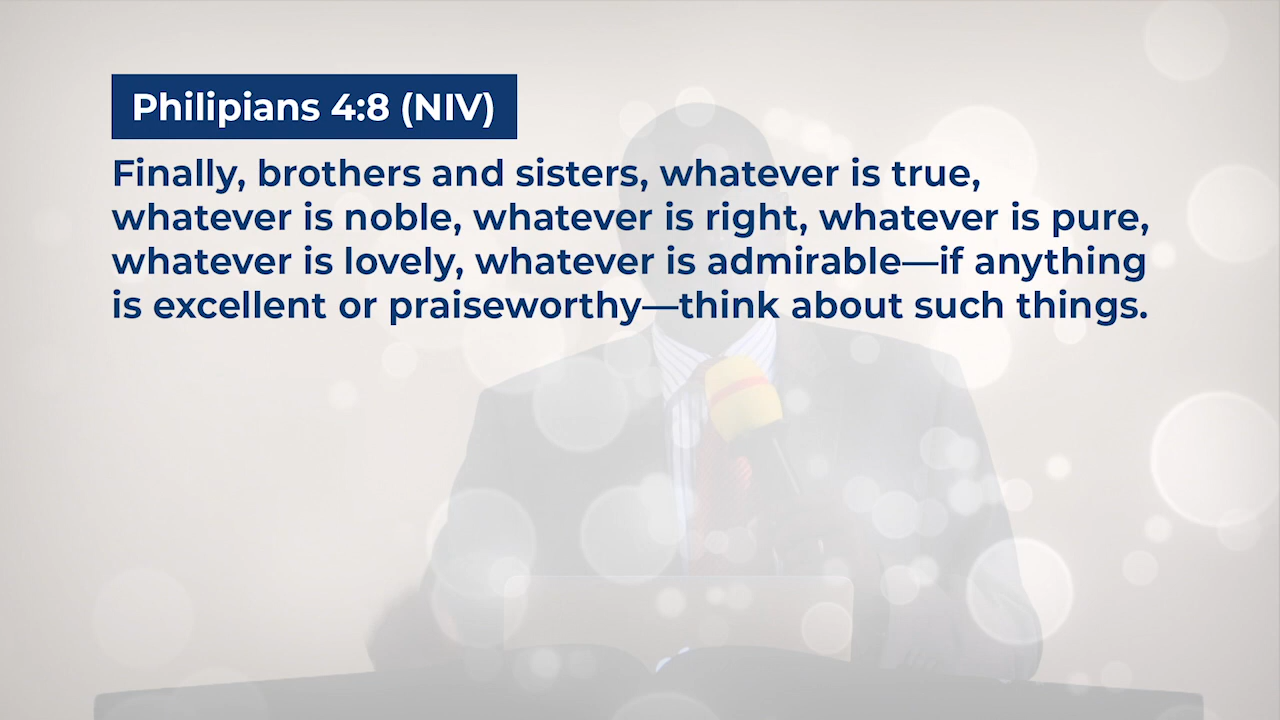 Philipians 4:8 (NIV)
Finally, brothers and sisters, whatever is true,
whatever is noble, whatever is right, whatever is pure,
whatever is lovely, whatever is admirable—if anything
is excellent or praiseworthy—think about such things.